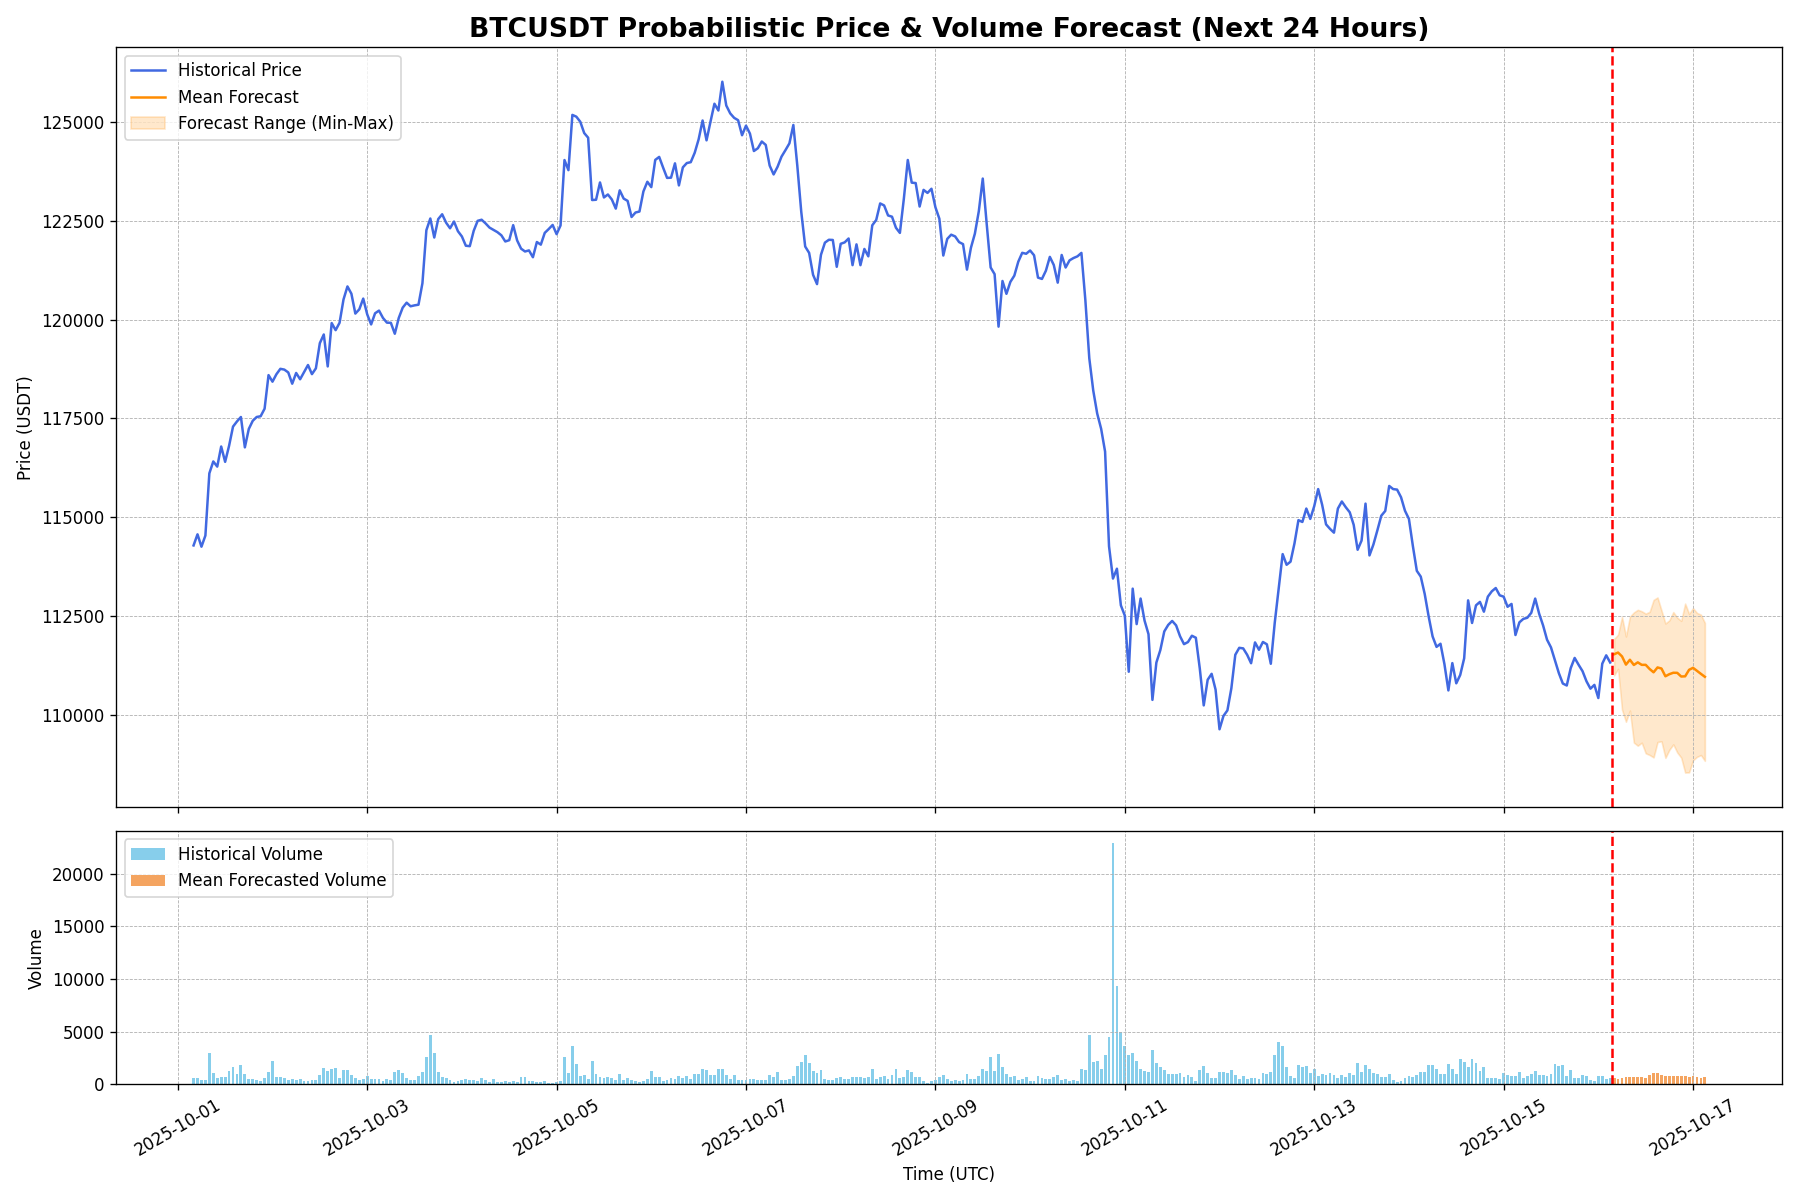 BTCUSDT Probabilistic Price & Volume Forecast (Next 24 Hours)
Historical Price
Mean Forecast
Forecast Range (Min-Max)
125000
122500
120000
117500
115000
112500
110000
Price (USDT)
Historical Volume
Mean Forecasted Volume
20000
15000
10000
5000
0
Volume
2025-10-01
2025-10-03
2025-10-05
2025-10-07
2025-10-09
2025-10-11
2025-10-13
2025-10-15
2025-10-17
Time (UTC)